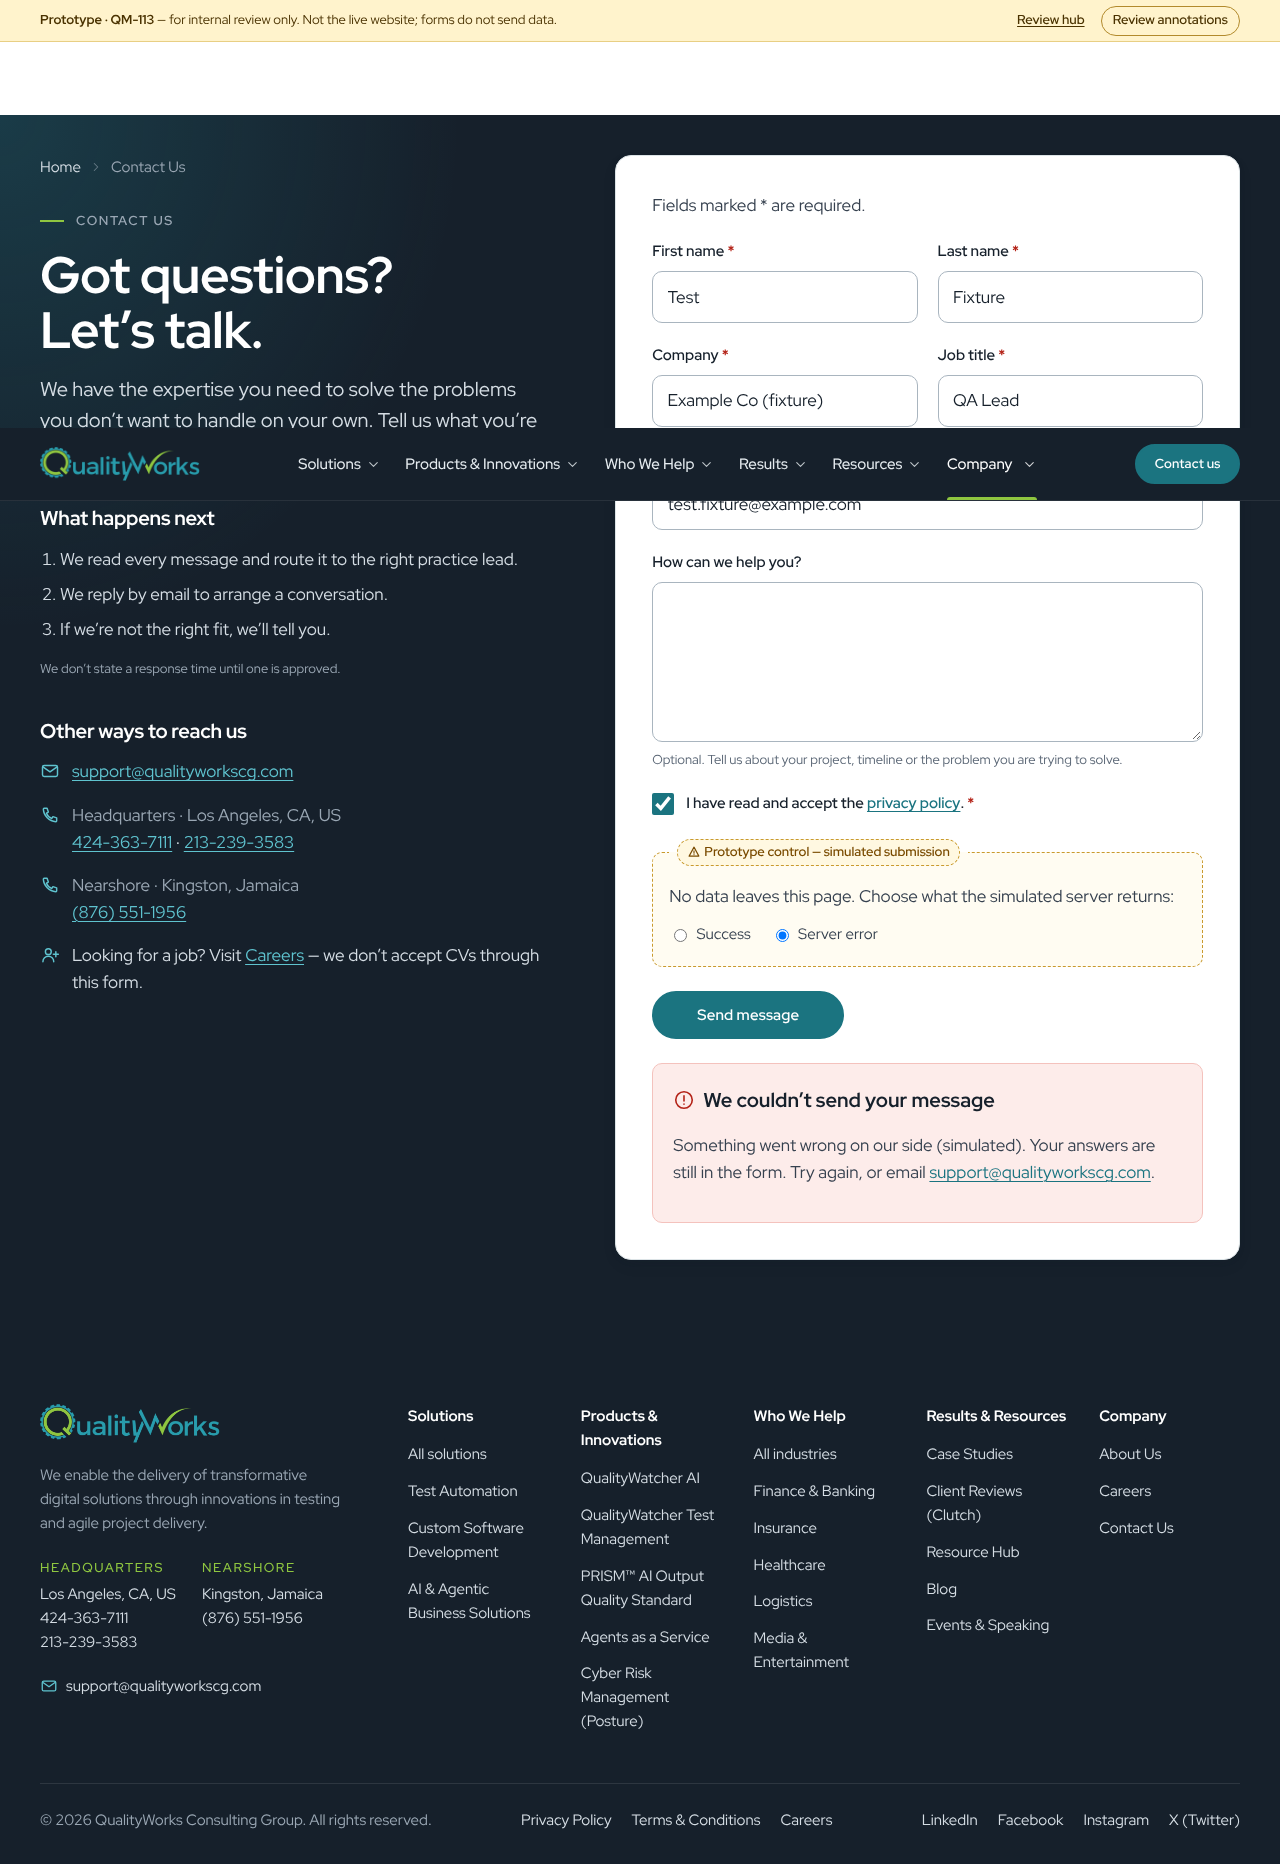 Prototype · QM-113 — for internal review only. Not the live website; forms do not send data.
Review hub
Review annotations
Home
Contact Us
CONTACT US
Got questions?
Let’s talk.
We have the expertise you need to solve the problems
you don’t want to handle on your own. Tell us what you’re
Fields marked * are required.
First name *
Last name *
Test
Fixture
Company *
Job title *
Example Co (fixture)
QA Lead
QualityWorks
Solutions
Products & Innovations
Who We Help
Results
Resources
Company
Contact us
test.fixture@example.com
What happens next
1. We read every message and route it to the right practice lead.
2. We reply by email to arrange a conversation.
3. If we’re not the right fit, we’ll tell you.
We don’t state a response time until one is approved.
Other ways to reach us
support@qualityworkscg.com
Headquarters · Los Angeles, CA, US
424-363-7111 · 213-239-3583
Nearshore · Kingston, Jamaica
(876) 551-1956
Looking for a job? Visit Careers — we don’t accept CVs through
this form.
How can we help you?
Optional. Tell us about your project, timeline or the problem you are trying to solve.
I have read and accept the privacy policy. *
Prototype control — simulated submission
No data leaves this page. Choose what the simulated server returns:
Success
Server error
Send message
We couldn’t send your message
Something went wrong on our side (simulated). Your answers are
still in the form. Try again, or email support@qualityworkscg.com.
QualityWorks
We enable the delivery of transformative
digital solutions through innovations in testing
and agile project delivery.
HEADQUARTERS
Los Angeles, CA, US
424-363-7111
213-239-3583
NEARSHORE
Kingston, Jamaica
(876) 551-1956
support@qualityworkscg.com
Solutions
All solutions
Test Automation
Custom Software
Development
AI & Agentic
Business Solutions
Products &
Innovations
QualityWatcher AI
QualityWatcher Test
Management
PRISM™ AI Output
Quality Standard
Agents as a Service
Cyber Risk
Management
(Posture)
Who We Help
All industries
Finance & Banking
Insurance
Healthcare
Logistics
Media &
Entertainment
Results & Resources
Case Studies
Client Reviews
(Clutch)
Resource Hub
Blog
Events & Speaking
Company
About Us
Careers
Contact Us
© 2026 QualityWorks Consulting Group. All rights reserved.
Privacy Policy
Terms & Conditions
Careers
LinkedIn
Facebook
Instagram
X (Twitter)